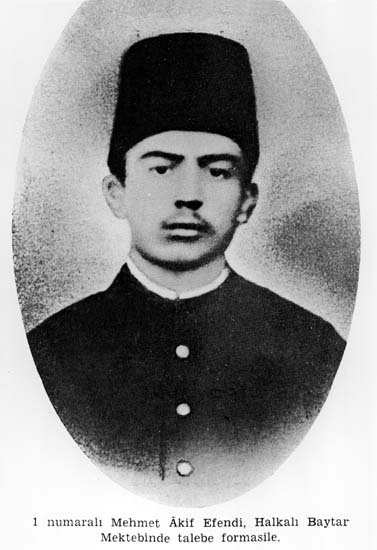 1 numaralı Mehmet Âkif Efendi, Halkalı Baytar
Mektebinde talebe formasile.